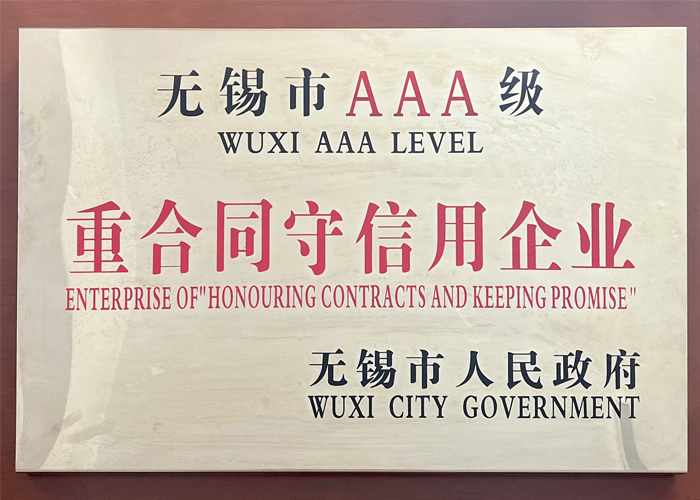 无锡市AAA级
WUXI AAA LEVEL
重合同守信用企业
ENTERPRISE OF"HONOURING CONTRACTS AND KEEPING PROMISE"
无锡市人民政府
WUXI CITY GOVERNMENT